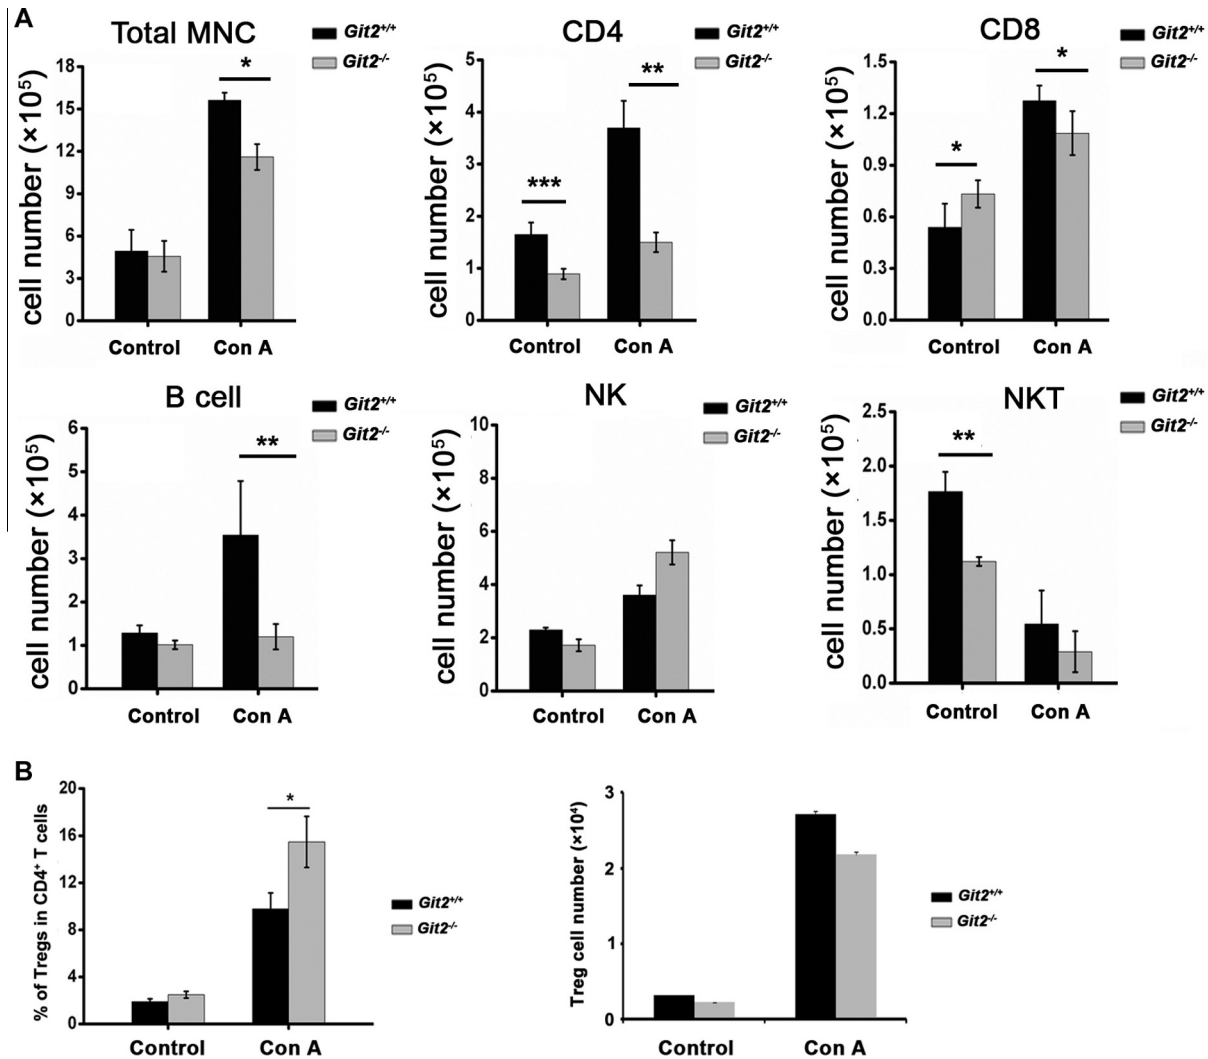 A
Total MNC
Git2+/+
Git2-/-
*
cell number (×10⁵)
18
15
12
9
6
3
0
Control Con A
CD4
Git2+/+
Git2-/-
**
***
cell number (×10⁵)
5
4
3
2
1
0
Control Con A
CD8
Git2+/+
Git2-/-
*
*
cell number (×10⁵)
1.5
1.2
0.9
0.6
0.3
0.0
Control Con A
B cell
Git2+/+
Git2-/-
**
cell number (×10⁵)
6
5
4
3
2
1
0
Control Con A
NK
Git2+/+
Git2-/-
cell number (×10⁵)
10
8
6
4
2
0
Control Con A
NKT
Git2+/+
Git2-/-
**
cell number (×10⁵)
2.5
2.0
1.5
1.0
0.5
0.0
Control Con A
B
% of Tregs in CD4⁺ T cells
20
16
12
8
4
0
*
Git2+/+
Git2-/-
Control Con A
Treg cell number (×10⁴)
3
2
1
0
Git2+/+
Git2-/-
Control Con A